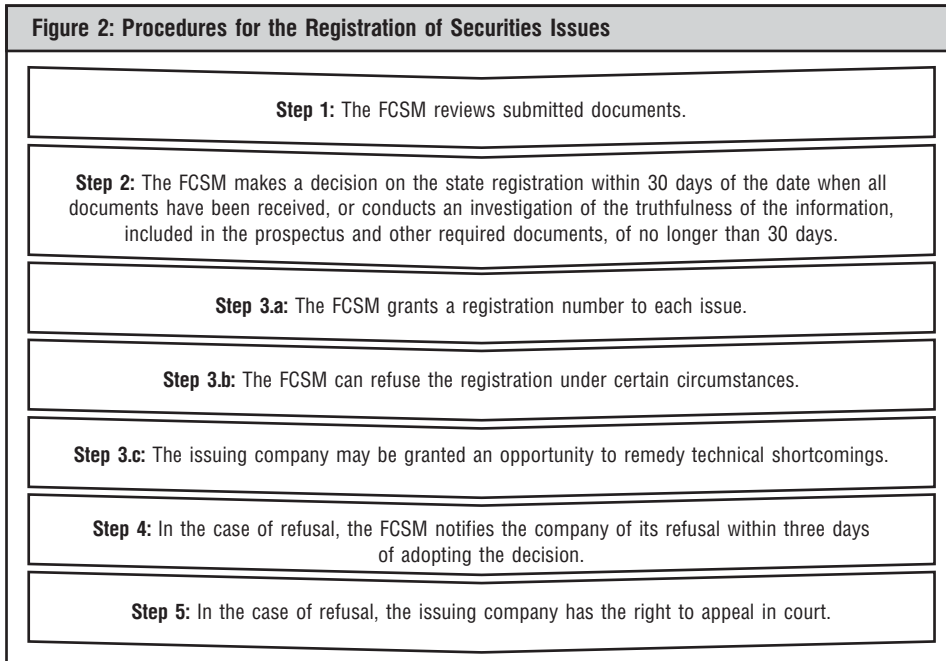 Figure 2: Procedures for the Registration of Securities Issues
Step 1: The FCSM reviews submitted documents.
Step 2: The FCSM makes a decision on the state registration within 30 days of the date when all
documents have been received, or conducts an investigation of the truthfulness of the information,
included in the prospectus and other required documents, of no longer than 30 days.
Step 3.a: The FCSM grants a registration number to each issue.
Step 3.b: The FCSM can refuse the registration under certain circumstances.
Step 3.c: The issuing company may be granted an opportunity to remedy technical shortcomings.
Step 4: In the case of refusal, the FCSM notifies the company of its refusal within three days
of adopting the decision.
Step 5: In the case of refusal, the issuing company has the right to appeal in court.